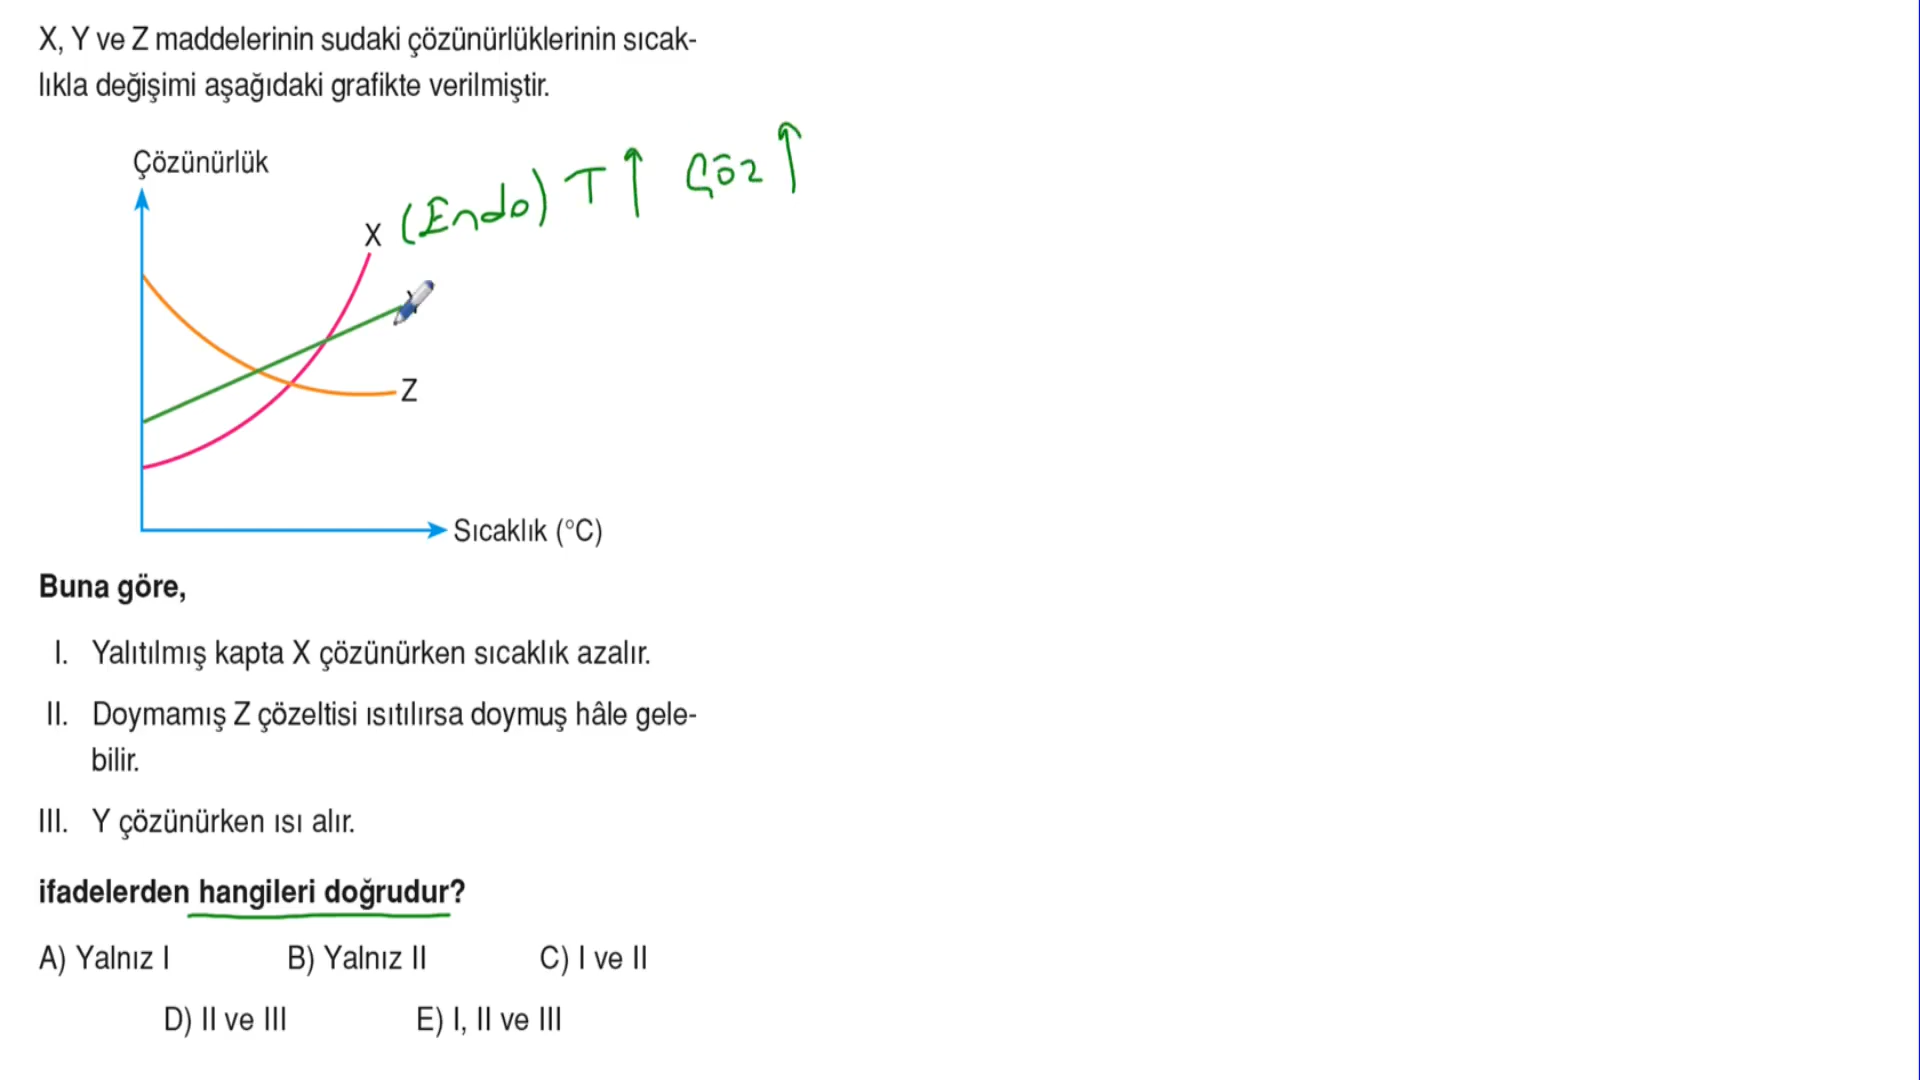 X, Y ve Z maddelerinin sudaki çözünürlüklerinin sıcak-
lıkla değişimi aşağıdaki grafikte verilmiştir.
Çözünürlük
X (Endo) T↑ Çöz↑
Z
Sıcaklık (°C)
Buna göre,
I. Yalıtılmış kapta X çözünürken sıcaklık azalır.
II. Doymamış Z çözeltisi ısıtılırsa doymuş hâle gele-
bilir.
III. Y çözünürken ısı alır.
ifadelerden hangileri doğrudur?
A) Yalnız I B) Yalnız II C) I ve II
D) II ve III E) I, II ve III